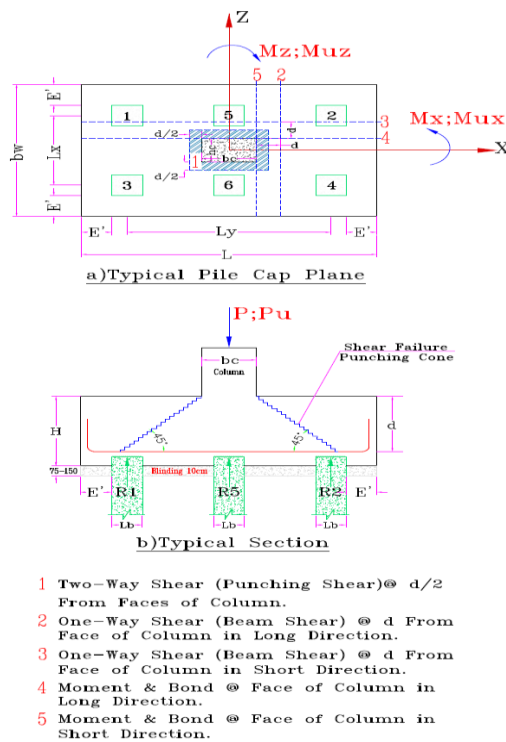 Z
Mz;Muz
5 2
E'
1
5
2
bw
Lx
d/2
d
3
Mx;Mux
4
hc
d
X
1
bc
d/2
3
6
4
E'
E'
Ly
E'
L
a)Typical Pile Cap Plane
P;Pu
bc
Column
Shear Failure
Punching Cone
H
d
45°
45°
75-150
Blinding 10cm
E'
R1
R5
R2
E'
Lb
Lb
Lb
b)Typical Section
1 Two-Way Shear (Punching Shear)@ d/2
From Faces of Column.
2 One-Way Shear (Beam Shear) @ d From
Face of Column in Long Direction.
3 One-Way Shear (Beam Shear) @ d From
Face of Column in Short Direction.
4 Moment & Bond @ Face of Column in
Long Direction.
5 Moment & Bond @ Face of Column in
Short Direction.